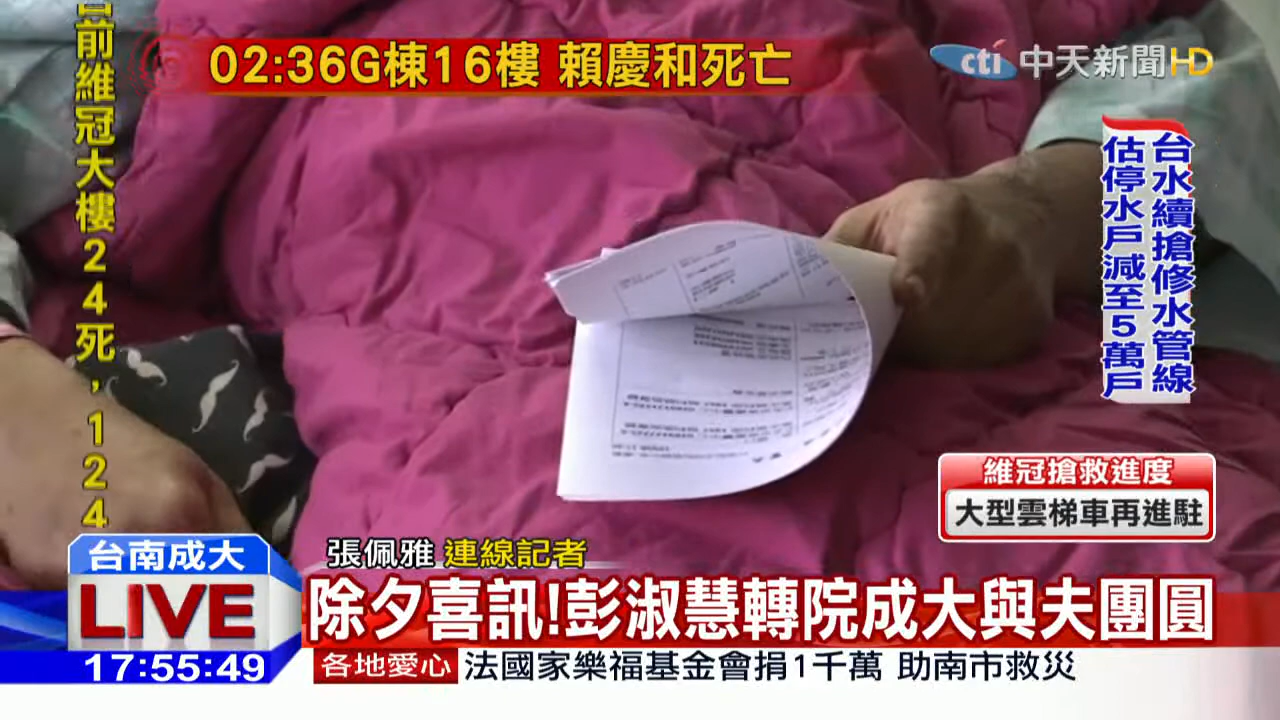 02:36G棟16樓 賴慶和死亡
cti 中天新聞HD
前維冠大樓24死，124
台水續搶修水管線
估停水戶減至5萬戶
維冠搶救進度
大型雲梯車再進駐
張佩雅 連線記者
台南成大
LIVE
除夕喜訊!彭淑慧轉院成大與夫團圓
17:55:49
各地愛心 法國家樂福基金會捐1千萬 助南市救災